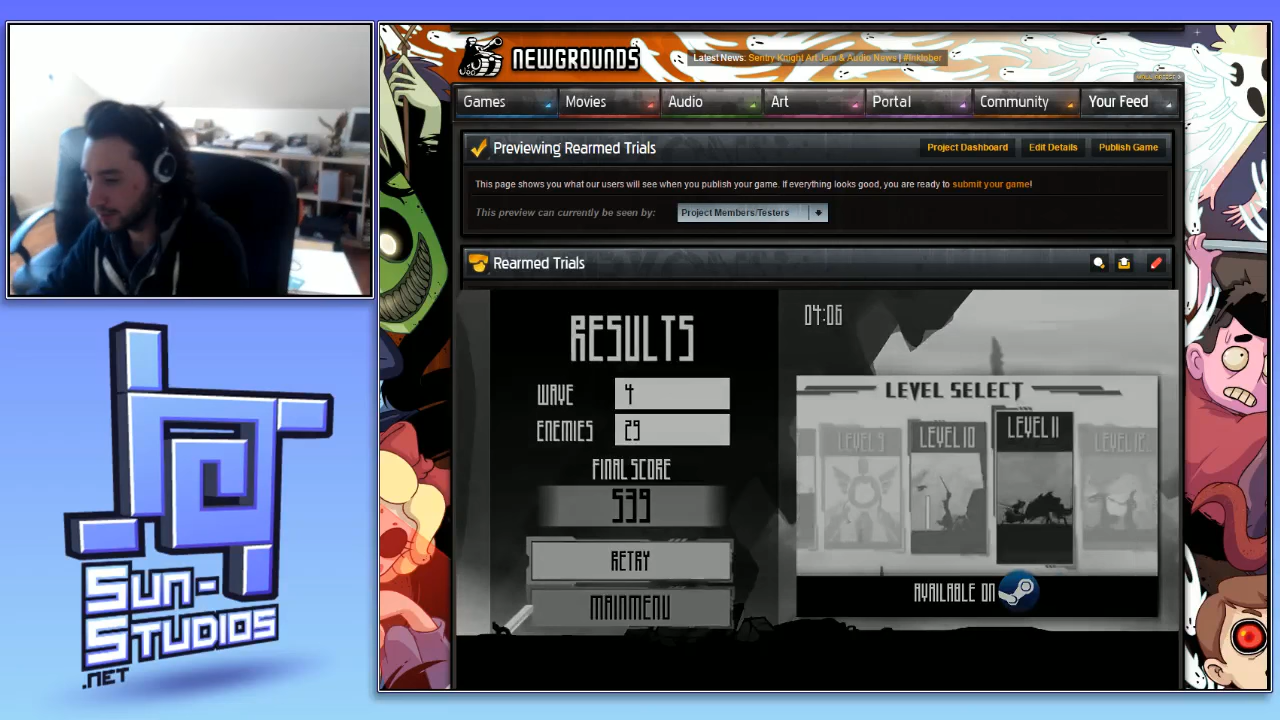 NEWGROUNDS
Latest News: Sentry Knight Art Jam & Audio News | #Inktober
Games Movies Audio Art Portal Community Your Feed
Previewing Rearmed Trials
Project Dashboard Edit Details Publish Game
This page shows you what our users will see when you publish your game. If everything looks good, you are ready to submit your game!
This preview can currently be seen by: Project Members/Testers
Rearmed Trials
RESULTS
WAVE 4
ENEMIES 29
FINAL SCORE
539
RETRY
MAINMENU
04:06
LEVEL SELECT
LEVEL 9 LEVEL 10 LEVEL 11 LEVEL 12
AVAILABLE ON
SUN-
STUDIOS
.NET